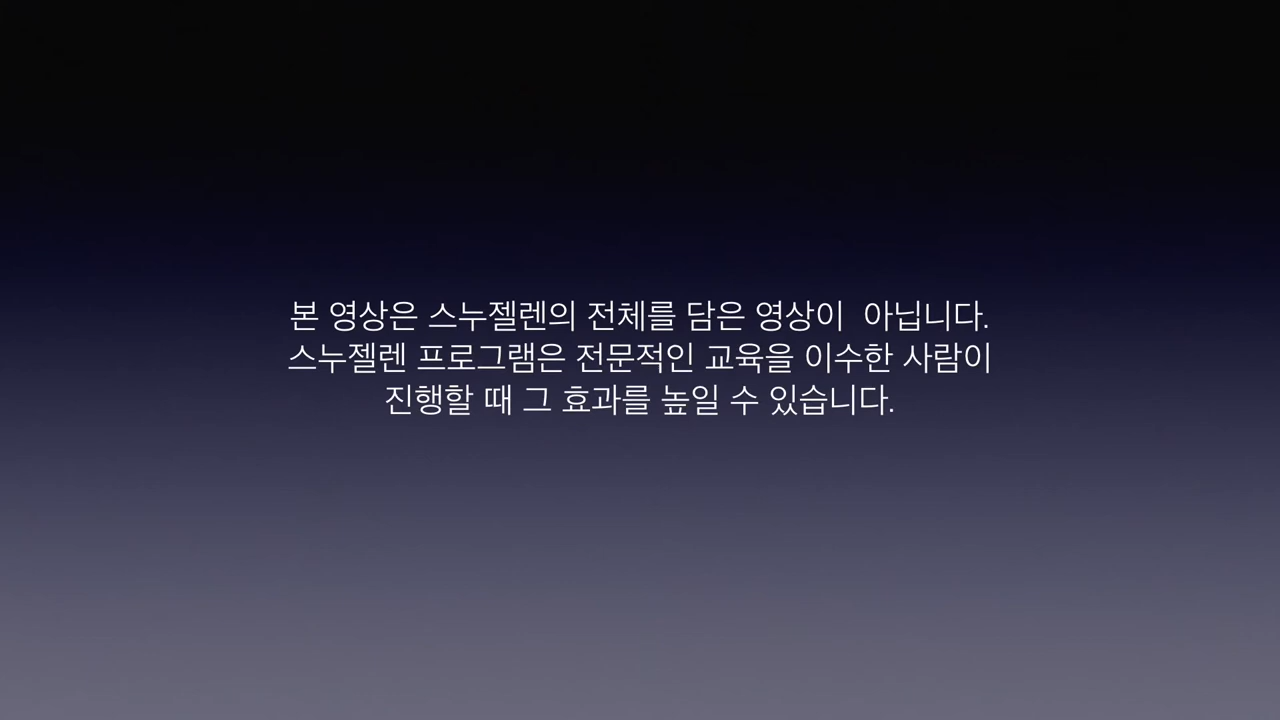 본 영상은 스누젤렌의 전체를 담은 영상이  아닙니다.
스누젤렌 프로그램은 전문적인 교육을 이수한 사람이
진행할 때 그 효과를 높일 수 있습니다.